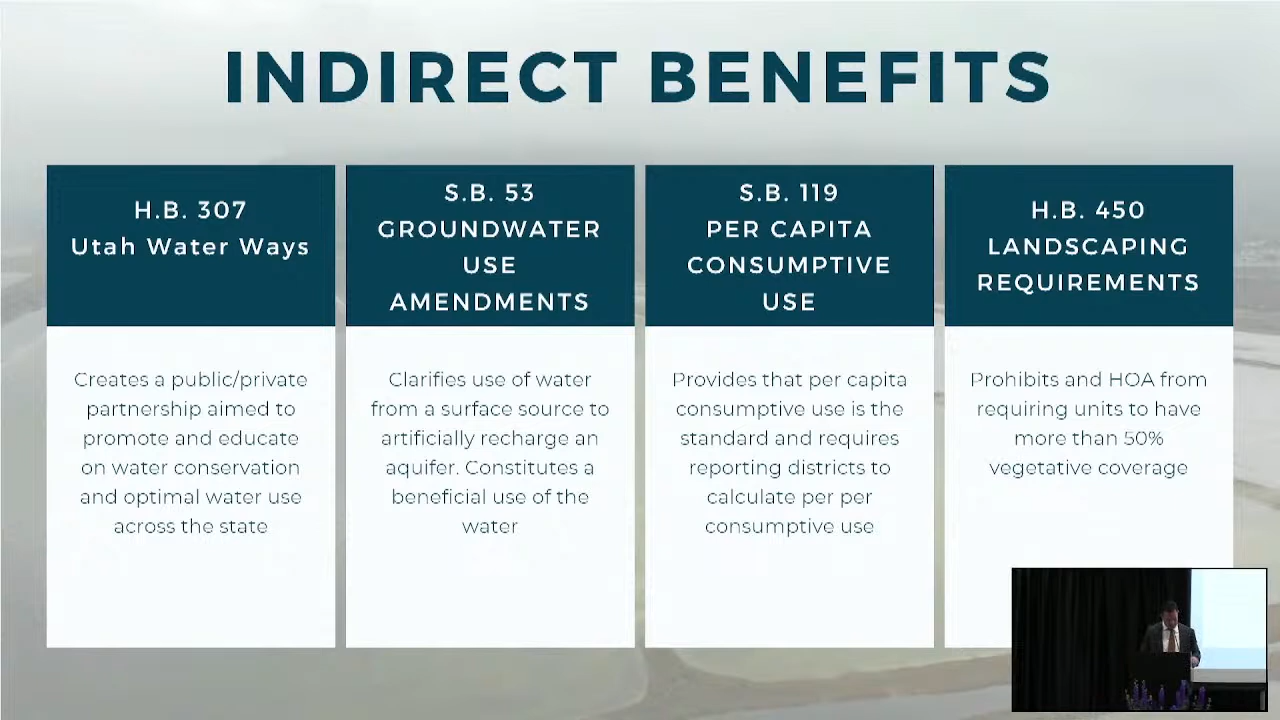 INDIRECT BENEFITS
H.B. 307
Utah Water Ways
Creates a public/private
partnership aimed to
promote and educate
on water conservation
and optimal water use
across the state
S.B. 53
GROUNDWATER
USE
AMENDMENTS
Clarifies use of water
from a surface source to
artificially recharge an
aquifer. Constitutes a
beneficial use of the
water
S.B. 119
PER CAPITA
CONSUMPTIVE
USE
Provides that per capita
consumptive use is the
standard and requires
reporting districts to
calculate per per
consumptive use
H.B. 450
LANDSCAPING
REQUIREMENTS
Prohibits and HOA from
requiring units to have
more than 50%
vegetative coverage